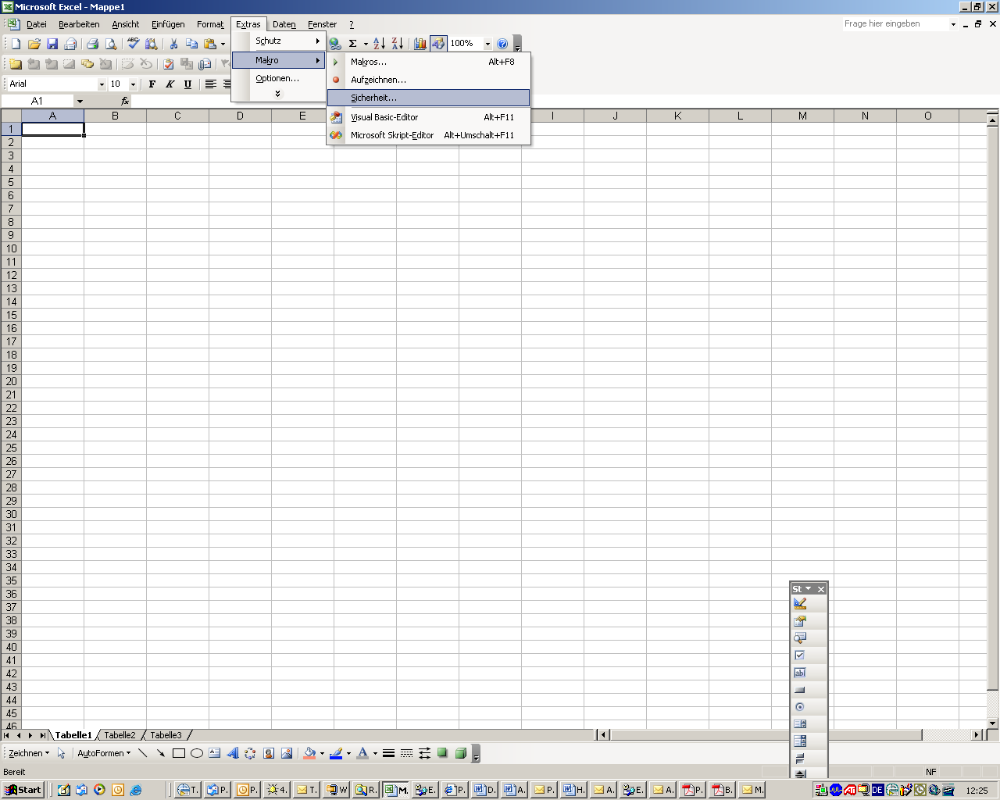 Microsoft Excel - Mappe1
Datei Bearbeiten Ansicht Einfügen Format Extras Daten Fenster ? Frage hier eingeben
Schutz
Σ 100%
Makro
Makros... Alt+F8
Optionen...
Aufzeichnen...
Sicherheit...
Visual Basic-Editor Alt+F11
Microsoft Skript-Editor Alt+Umschalt+F11
Arial 10 F K U
A1 fx
A B C D E I J K L M N O
1
2
3
4
5
6
7
8
9
10
11
12
13
14
15
16
17
18
19
20
21
22
23
24
25
26
27
28
29
30
31
32
33
34
35
36
37
38
39
40
41
42
43
44
45
46
St
ab
Tabelle1 Tabelle2 Tabelle3
Zeichnen AutoFormen A
Bereit NF
Start T. P. P. 4. T. W R. M. E. P. D. A. P. H. A. E. A. P. B. M. DE 12:25